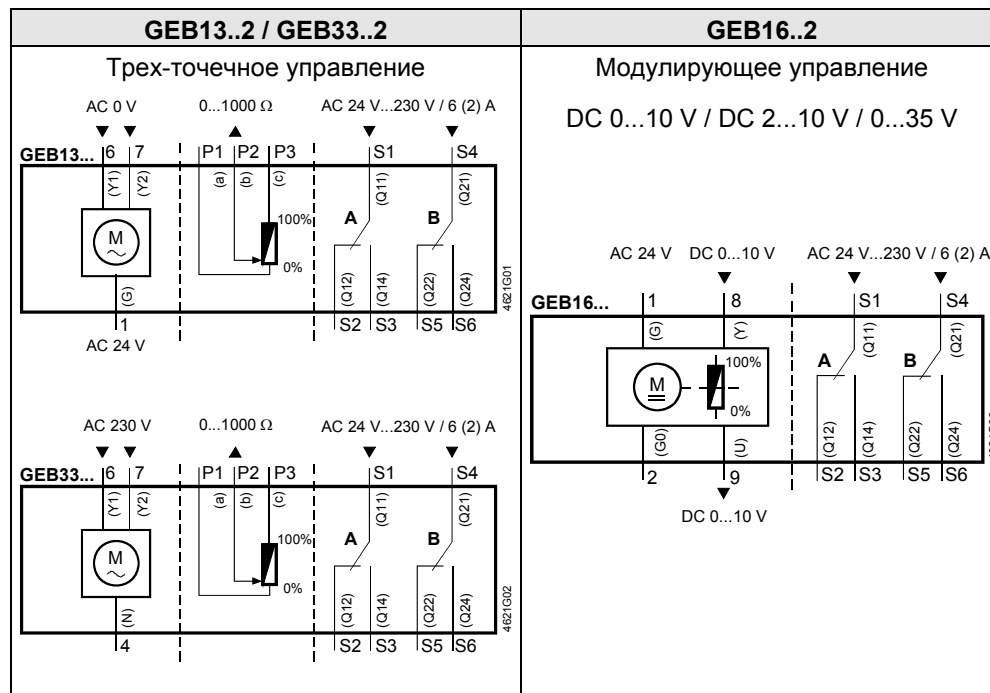 GEB13..2 / GEB33..2
GEB16..2
Трех-точечное управление
AC 0 V 0...1000 Ω AC 24 V...230 V / 6 (2) A
GEB13... 6 7 P1 P2 P3 S1 S4
(Y1) (Y2) (a) (b) (c) (Q11) (Q21)
A B
M 100%
0%
(G) (Q12) (Q14) (Q22) (Q24)
4621G01
1 S2 S3 S5 S6
AC 24 V
AC 230 V 0...1000 Ω AC 24 V...230 V / 6 (2) A
GEB33... 6 7 P1 P2 P3 S1 S4
(Y1) (Y2) (a) (b) (c) (Q11) (Q21)
A B
M 100%
0%
(N) (Q12) (Q14) (Q22) (Q24)
4621G02
4 S2 S3 S5 S6
Модулирующее управление
DC 0...10 V / DC 2...10 V / 0...35 V
AC 24 V DC 0...10 V AC 24 V...230 V / 6 (2) A
GEB16... 1 8 S1 S4
(G) (Y) (Q11) (Q21)
A B
M 100%
0%
(G0) (U) (Q12) (Q14) (Q22) (Q24)
2 9 S2 S3 S5 S6
DC 0...10 V